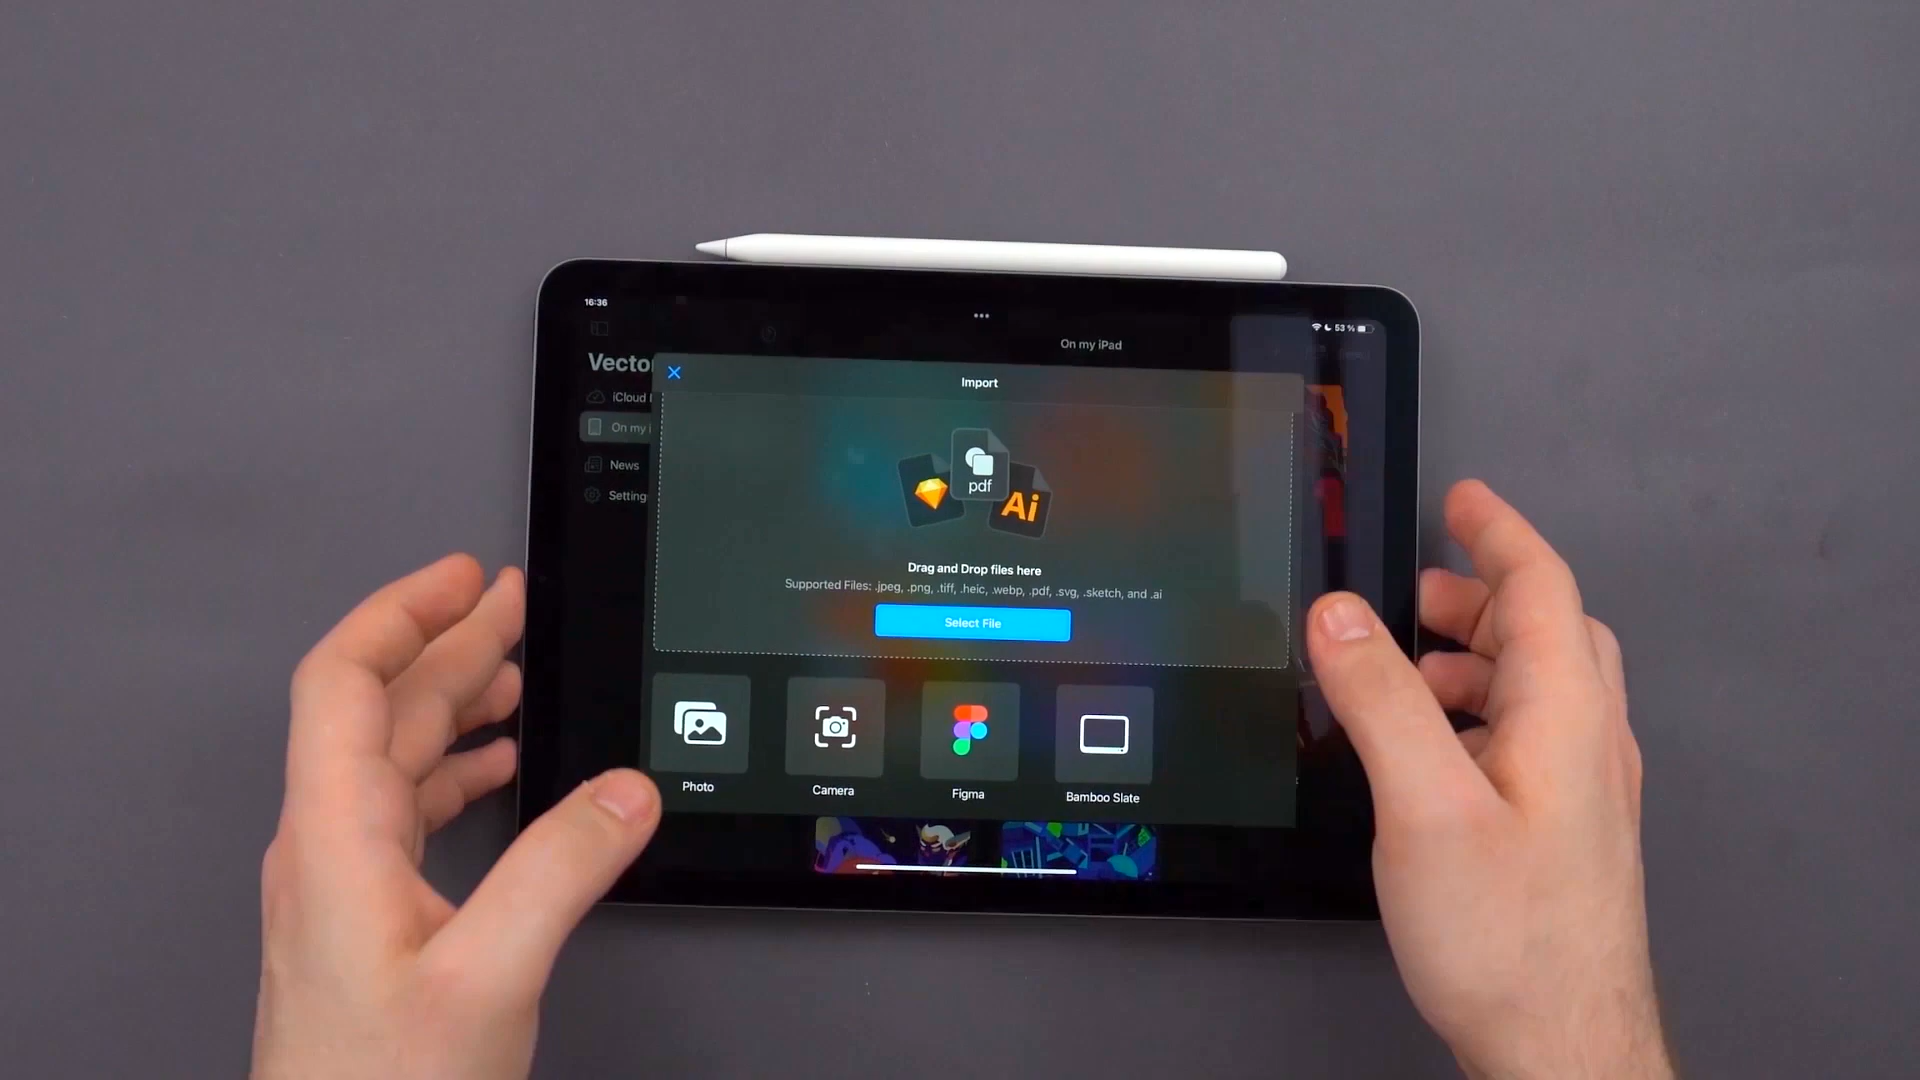 16:36
53 %
On my iPad
Vecto
Import
iCloud
On my i
News
Setting
pdf
Ai
Drag and Drop files here
Supported Files: .jpeg, .png, .tiff, .heic, .webp, .pdf, .svg, .sketch, and .ai
Select File
Photo
Camera
Figma
Bamboo Slate